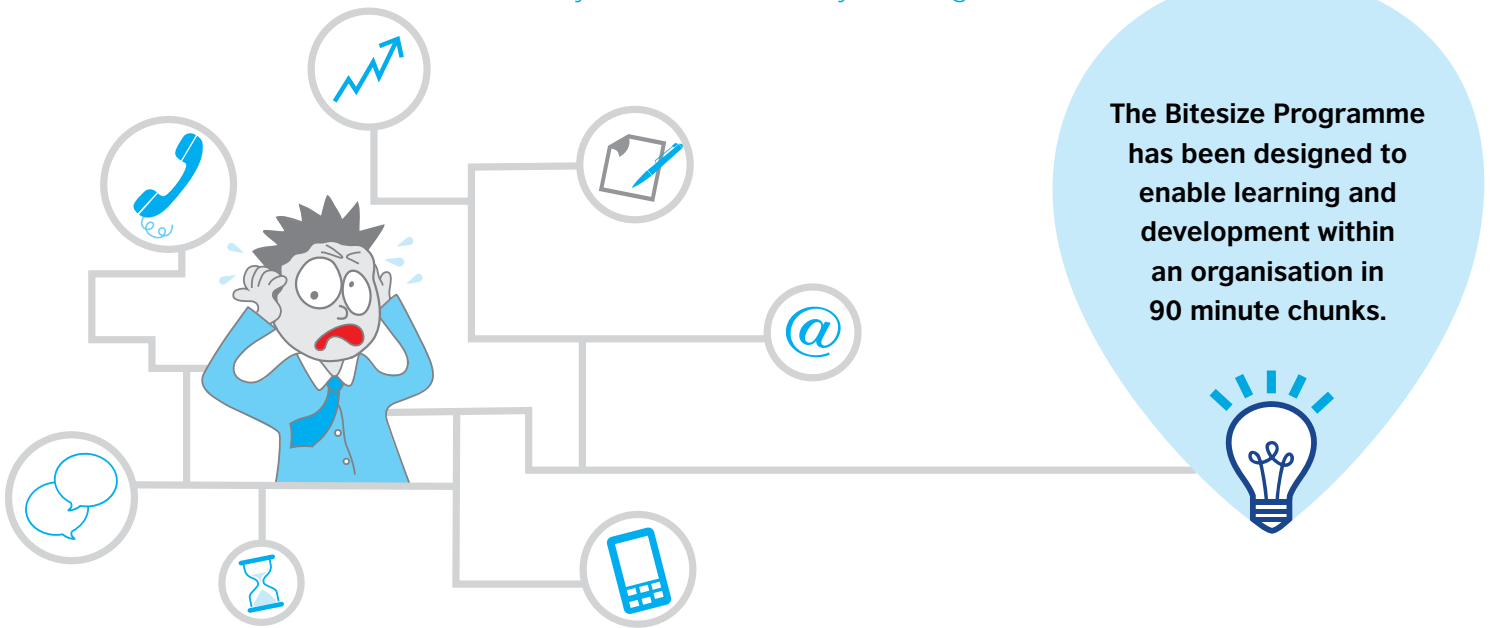 The Bitesize Programme
has been designed to
enable learning and
development within
an organisation in
90 minute chunks.
@